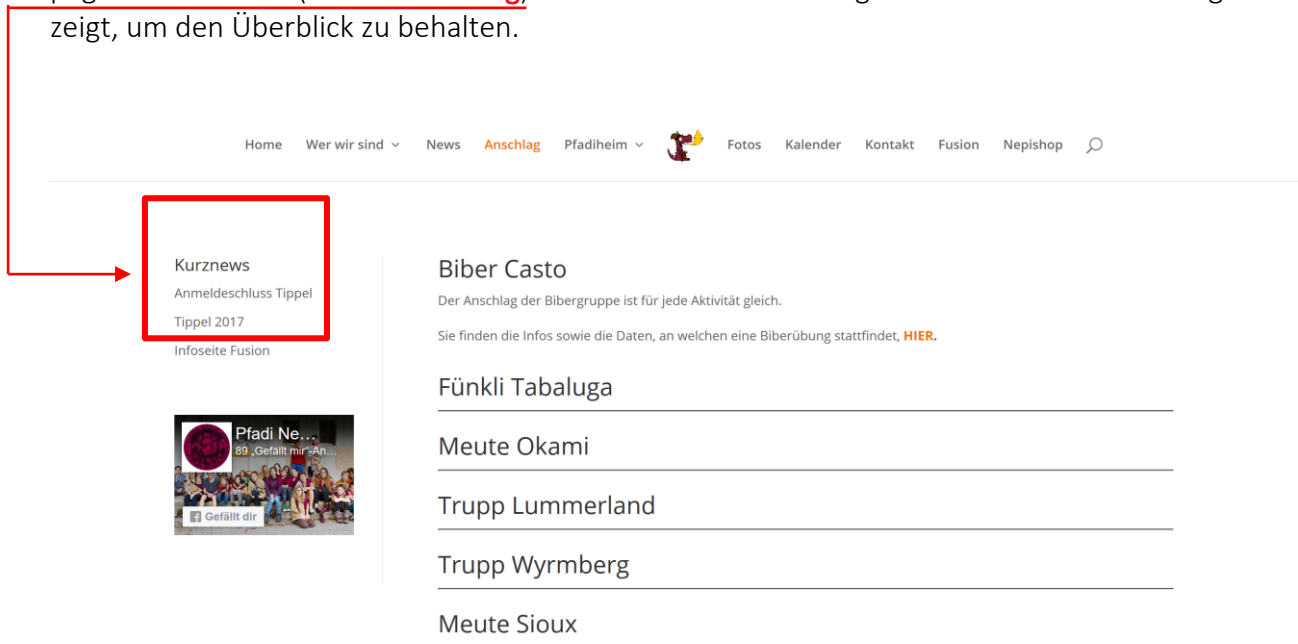 zeigt, um den Überblick zu behalten.
Home Wer wir sind News Anschlag Pfadiheim Fotos Kalender Kontakt Fusion Nepishop
Kurznews
Anmeldeschluss Tippel
Tippel 2017
Infoseite Fusion
Pfadi Ne...
89 „Gefällt mir"-An...
Gefällt dir
Biber Casto
Der Anschlag der Bibergruppe ist für jede Aktivität gleich.
Sie finden die Infos sowie die Daten, an welchen eine Biberübung stattfindet, HIER.
Fünkli Tabaluga
Meute Okami
Trupp Lummerland
Trupp Wyrmberg
Meute Sioux